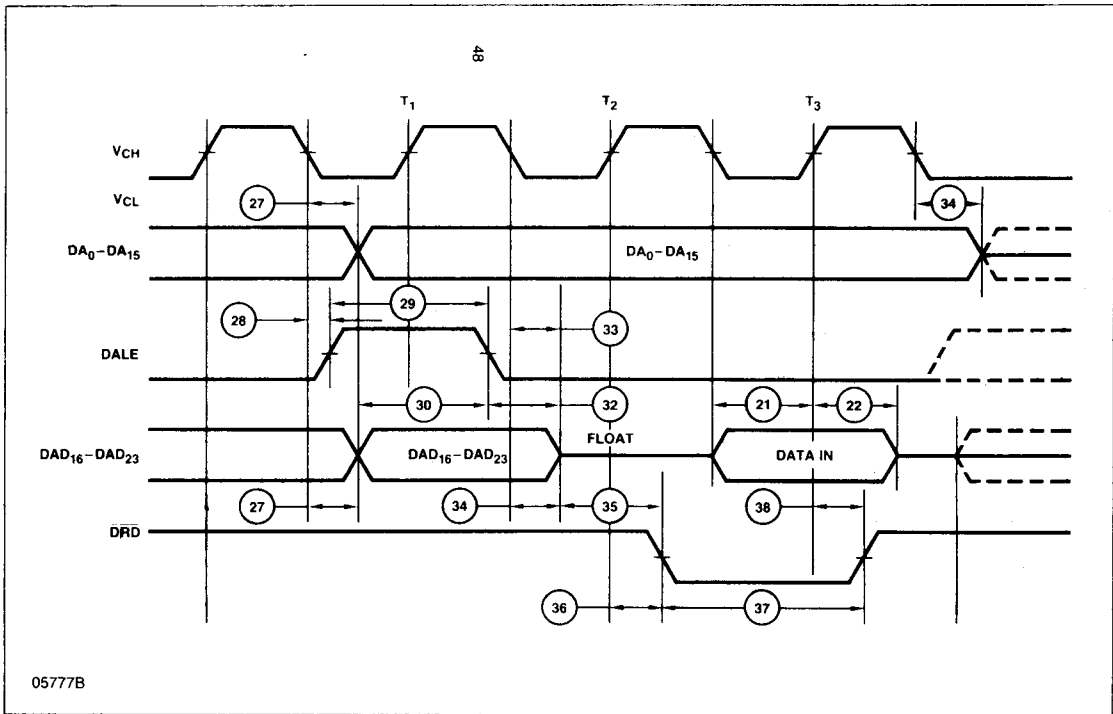 48
T1 T2 T3
VCH
27 34
VCL
DA0–DA15 DA0–DA15
29
28 33
DALE
30 32 21 22
FLOAT
DAD16–DAD23 DAD16–DAD23 DATA IN
27 34 35 38
DRD
36 37
05777B